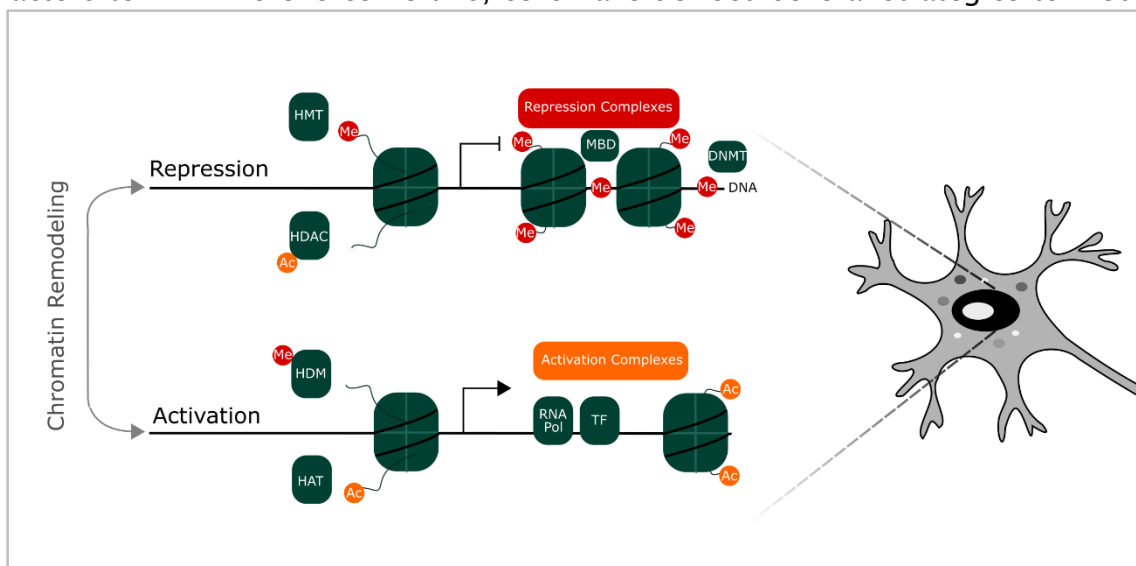 HMT
Me
Repression Complexes
Me
MBD
Me
DNMT
Repression
Me
Me
DNA
HDAC
Ac
Me
Me
Chromatin Remodeling
Me
HDM
Activation Complexes
Activation
RNA
Pol
TF
Ac
HAT
Ac
Ac